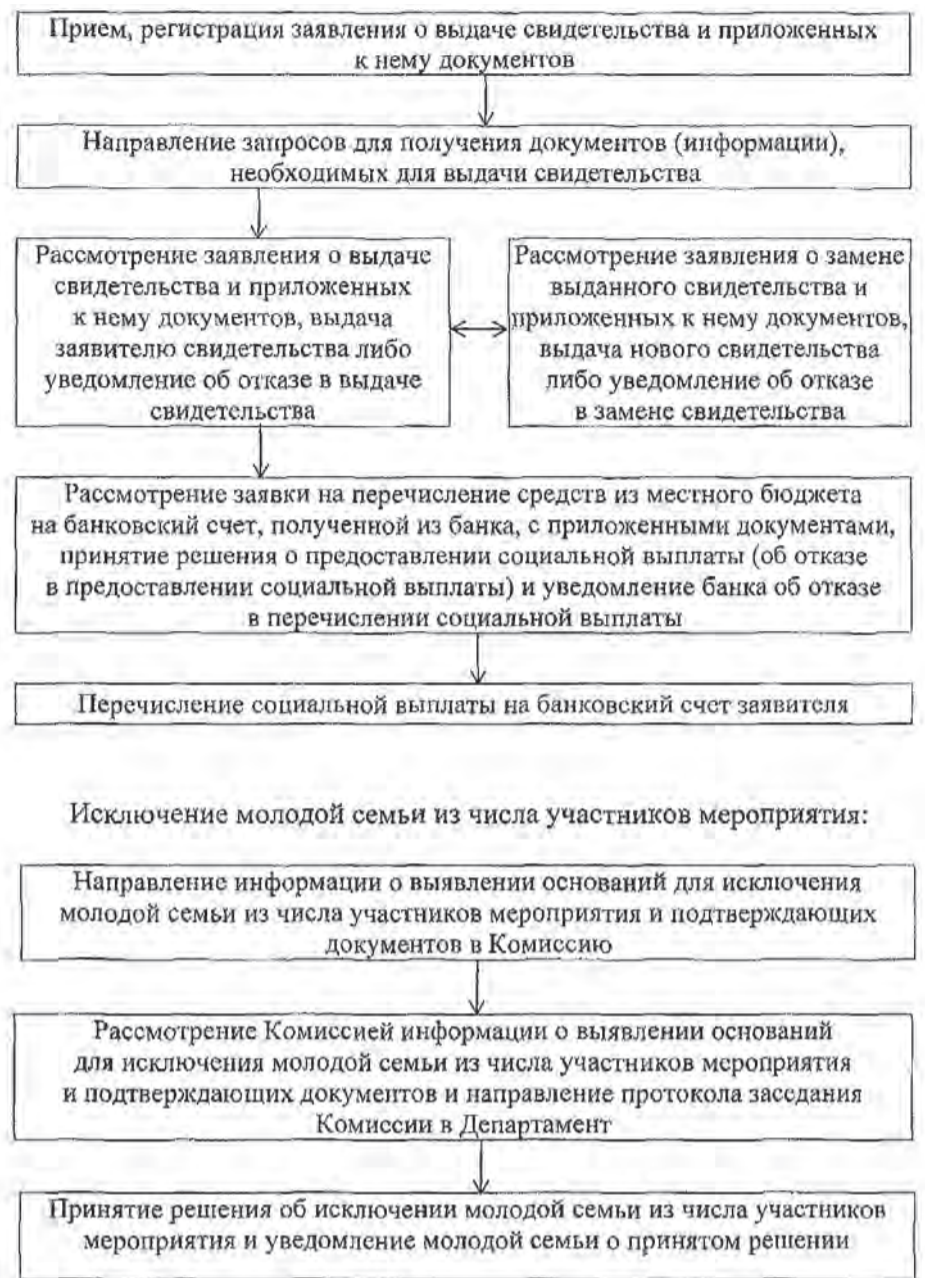 Прием, регистрация заявления о выдаче свидетельства и приложенных
к нему документов
Направление запросов для получения документов (информации),
необходимых для выдачи свидетельства
Рассмотрение заявления о выдаче
свидетельства и приложенных
к нему документов, выдача
заявителю свидетельства либо
уведомление об отказе в выдаче
свидетельства
Рассмотрение заявления о замене
выданного свидетельства и
приложенных к нему документов,
выдача нового свидетельства
либо уведомление об отказе
в замене свидетельства
Рассмотрение заявки на перечисление средств из местного бюджета
на банковский счет, полученной из банка, с приложенными документами,
принятие решения о предоставлении социальной выплаты (об отказе
в предоставлении социальной выплаты) и уведомление банка об отказе
в перечислении социальной выплаты
Перечисление социальной выплаты на банковский счет заявителя
Исключение молодой семьи из числа участников мероприятия:
Направление информации о выявлении оснований для исключения
молодой семьи из числа участников мероприятия и подтверждающих
документов в Комиссию
Рассмотрение Комиссией информации о выявлении оснований
для исключения молодой семьи из числа участников мероприятия
и подтверждающих документов и направление протокола заседания
Комиссии в Департамент
Принятие решения об исключении молодой семьи из числа участников
мероприятия и уведомление молодой семьи о принятом решении